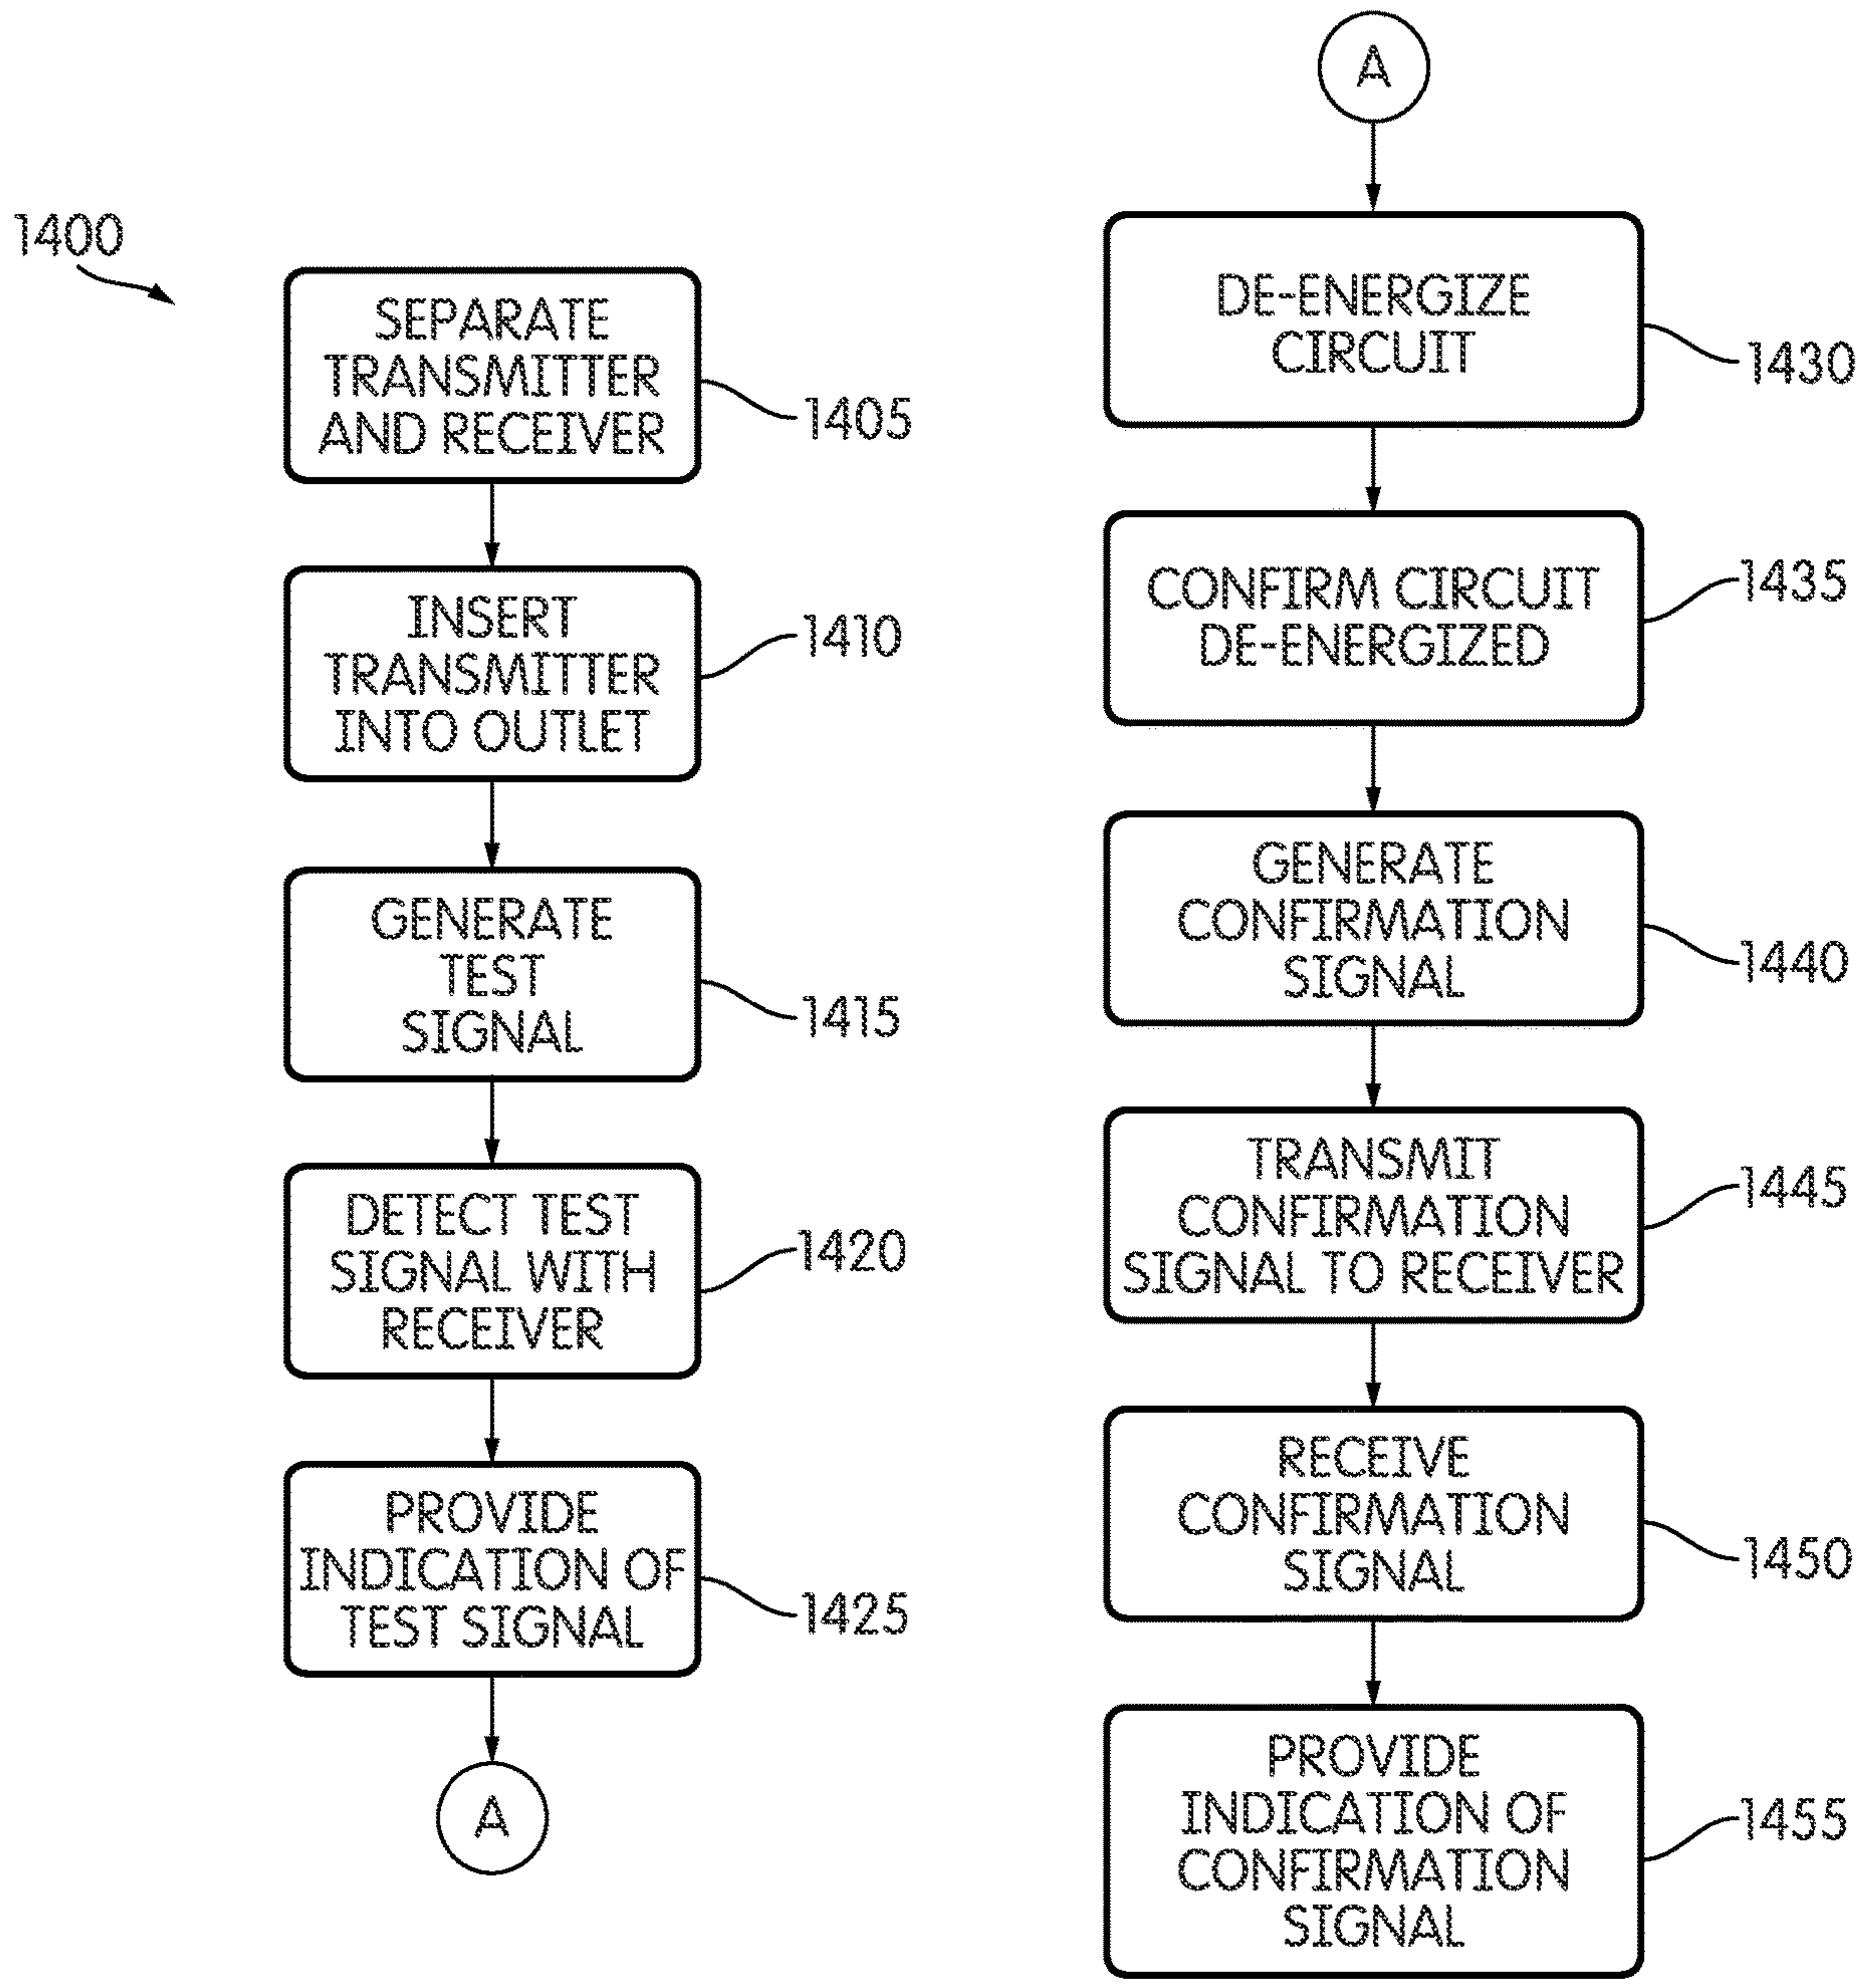 1400
SEPARATE
TRANSMITTER
AND RECEIVER
1405
INSERT
TRANSMITTER
INTO OUTLET
1410
GENERATE
TEST
SIGNAL
1415
DETECT TEST
SIGNAL WITH
RECEIVER
1420
PROVIDE
INDICATION OF
TEST SIGNAL
1425
A
A
DE-ENERGIZE
CIRCUIT
1430
CONFIRM CIRCUIT
DE-ENERGIZED
1435
GENERATE
CONFIRMATION
SIGNAL
1440
TRANSMIT
CONFIRMATION
SIGNAL TO RECEIVER
1445
RECEIVE
CONFIRMATION
SIGNAL
1450
PROVIDE
INDICATION OF
CONFIRMATION
SIGNAL
1455